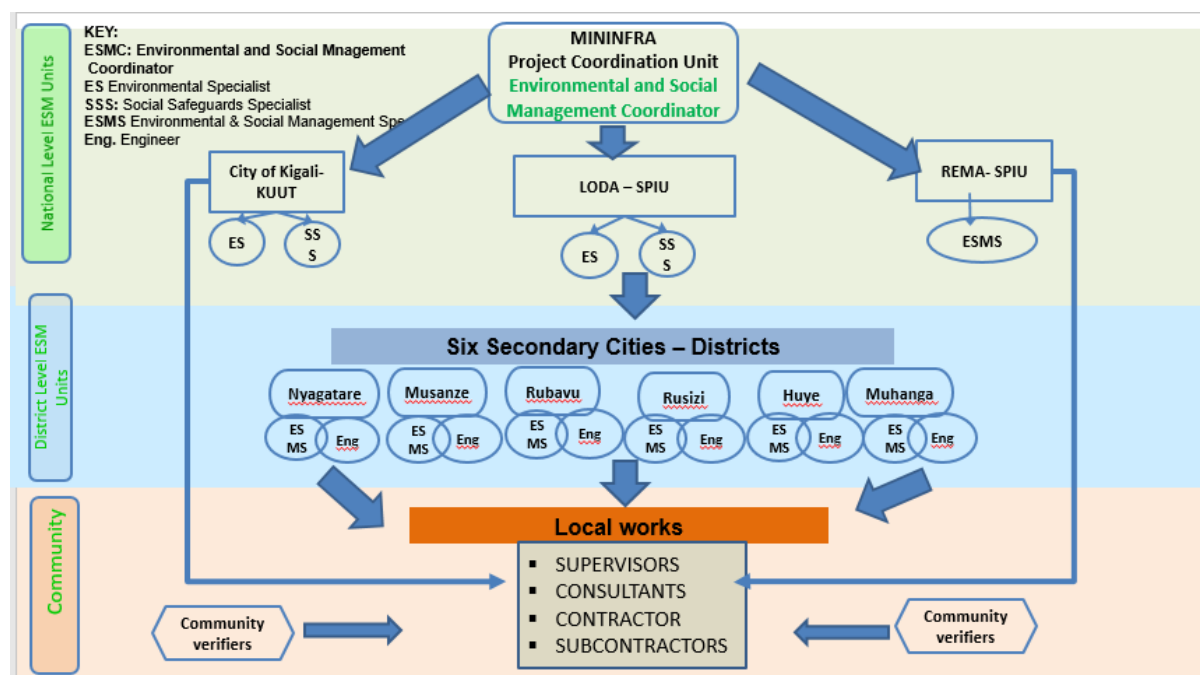 National Level ESM Units
KEY:
ESMC: Environmental and Social Mnagement
Coordinator
ES Environmental Specialist
SSS: Social Safeguards Specialist
ESMS Environmental & Social Management Spe
Eng. Engineer
MININFRA
Project Coordination Unit
Environmental and Social
Management Coordinator
City of Kigali-
KUUT
LODA – SPIU
REMA- SPIU
ES
SS
S
ES
SS
S
ESMS
District Level ESM
Units
Six Secondary Cities – Districts
Nyagatare
Musanze
Rubavu
Rusizi
Huye
Muhanga
ES
MS
Eng
ES
MS
Eng
ES
MS
Eng
ES
MS
Eng
ES
MS
Eng
ES
MS
Eng
Community
Local works
▪ SUPERVISORS
▪ CONSULTANTS
▪ CONTRACTOR
▪ SUBCONTRACTORS
Community
verifiers
Community
verifiers